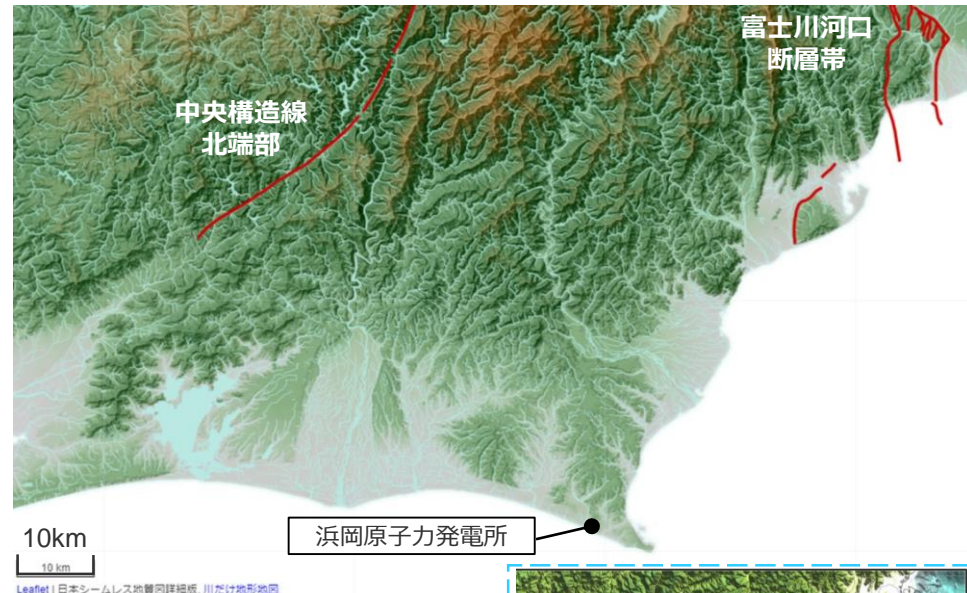 富士川河口
断層帯
中央構造線
北端部
浜岡原子力発電所
10km
10 km
Leaflet | 日本シームレス地質図詳細版, 川だけ地形地図